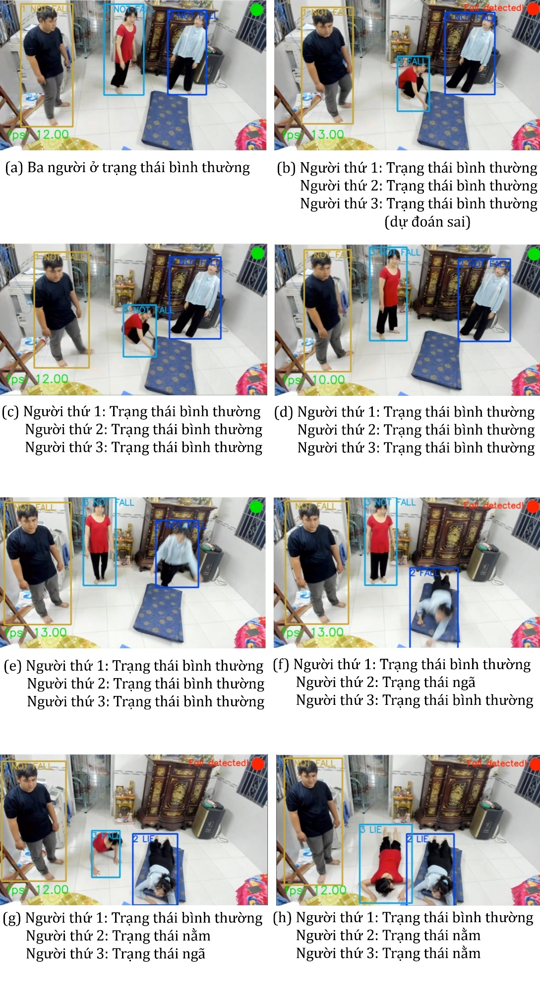 1 NOT FALL
3 NOT FALL
2 NOT FALL
fps: 12.00
(a) Ba người ở trạng thái bình thường
Fall detected!
1 NOT FALL
2 NOT FALL
3 FALL
fps: 13.00
(b) Người thứ 1: Trạng thái bình thường
Người thứ 2: Trạng thái bình thường
Người thứ 3: Trạng thái bình thường
(dự đoán sai)
1 NOT FALL
2 NOT FALL
3 NOT FALL
fps: 12.00
(c) Người thứ 1: Trạng thái bình thường
Người thứ 2: Trạng thái bình thường
Người thứ 3: Trạng thái bình thường
1 NOT FALL
3 NOT FALL
2 NOT FALL
fps: 10.00
(d) Người thứ 1: Trạng thái bình thường
Người thứ 2: Trạng thái bình thường
Người thứ 3: Trạng thái bình thường
1 NOT FALL
3 NOT FALL
2 NOT FALL
fps: 13.00
(e) Người thứ 1: Trạng thái bình thường
Người thứ 2: Trạng thái bình thường
Người thứ 3: Trạng thái bình thường
1 NOT FALL
3 NOT FALL
Fall detected!
2 FALL
fps: 13.00
(f) Người thứ 1: Trạng thái bình thường
Người thứ 2: Trạng thái ngã
Người thứ 3: Trạng thái bình thường
1 NOT FALL
Fall detected!
3 FALL
2 LIE
fps: 12.00
(g) Người thứ 1: Trạng thái bình thường
Người thứ 2: Trạng thái nằm
Người thứ 3: Trạng thái ngã
1 NOT FALL
Fall detected!
3 LIE
2 LIE
fps: 12.00
(h) Người thứ 1: Trạng thái bình thường
Người thứ 2: Trạng thái nằm
Người thứ 3: Trạng thái nằm